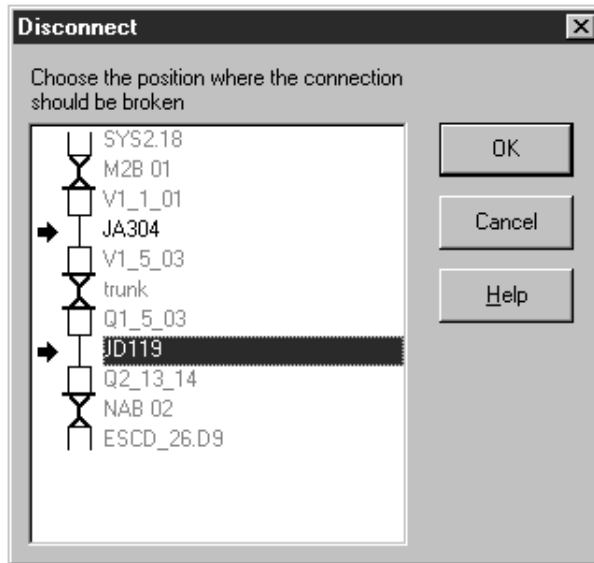 Disconnect
Choose the position where the connection
should be broken
SYS2.18
M2B 01
V1_1_01
JA304
V1_5_03
trunk
Q1_5_03
JD119
Q2_13_14
NAB 02
ESCD_26.D9
OK
Cancel
Help